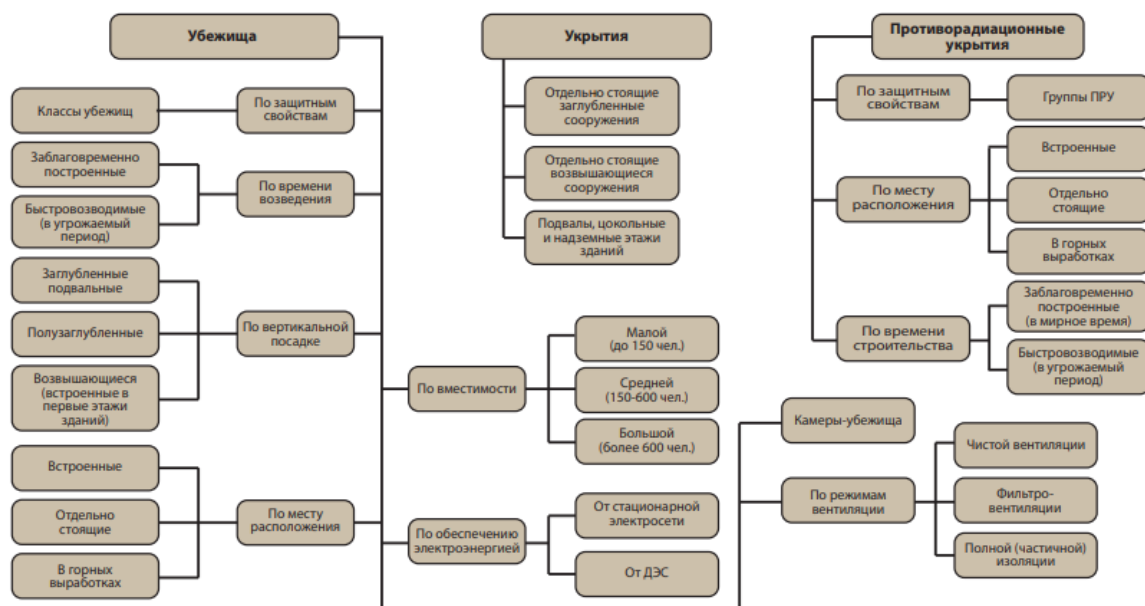 Убежища
Классы убежищ
По защитным
свойствам
Заблаговременно
построенные
Быстровозводимые
(в угрожаемый
период)
По времени
возведения
Заглубленные
подвальные
Полузаглубленные
Возвышающиеся
(встроенные в
первые этажи
зданий)
По вертикальной
посадке
Встроенные
Отдельно
стоящие
В горных
выработках
По месту
расположения
По вместимости
Малой
(до 150 чел.)
Средней
(150-600 чел.)
Большой
(более 600 чел.)
По обеспечению
электроэнергией
От стационарной
электросети
От ДЭС
Камеры-убежища
По режимам
вентиляции
Чистой вентиляции
Фильтро-
вентиляции
Полной (частичной)
изоляции
Укрытия
Отдельно стоящие
заглубленные
сооружения
Отдельно стоящие
возвышающиеся
сооружения
Подвалы, цокольные
и надземные этажи
зданий
Противорадиационные
укрытия
По защитным
свойствам
Группы ПРУ
По месту
расположения
Встроенные
Отдельно
стоящие
В горных
выработках
По времени
строительства
Заблаговременно
построенные
(в мирное время)
Быстровозводимые
(в угрожаемый
период)